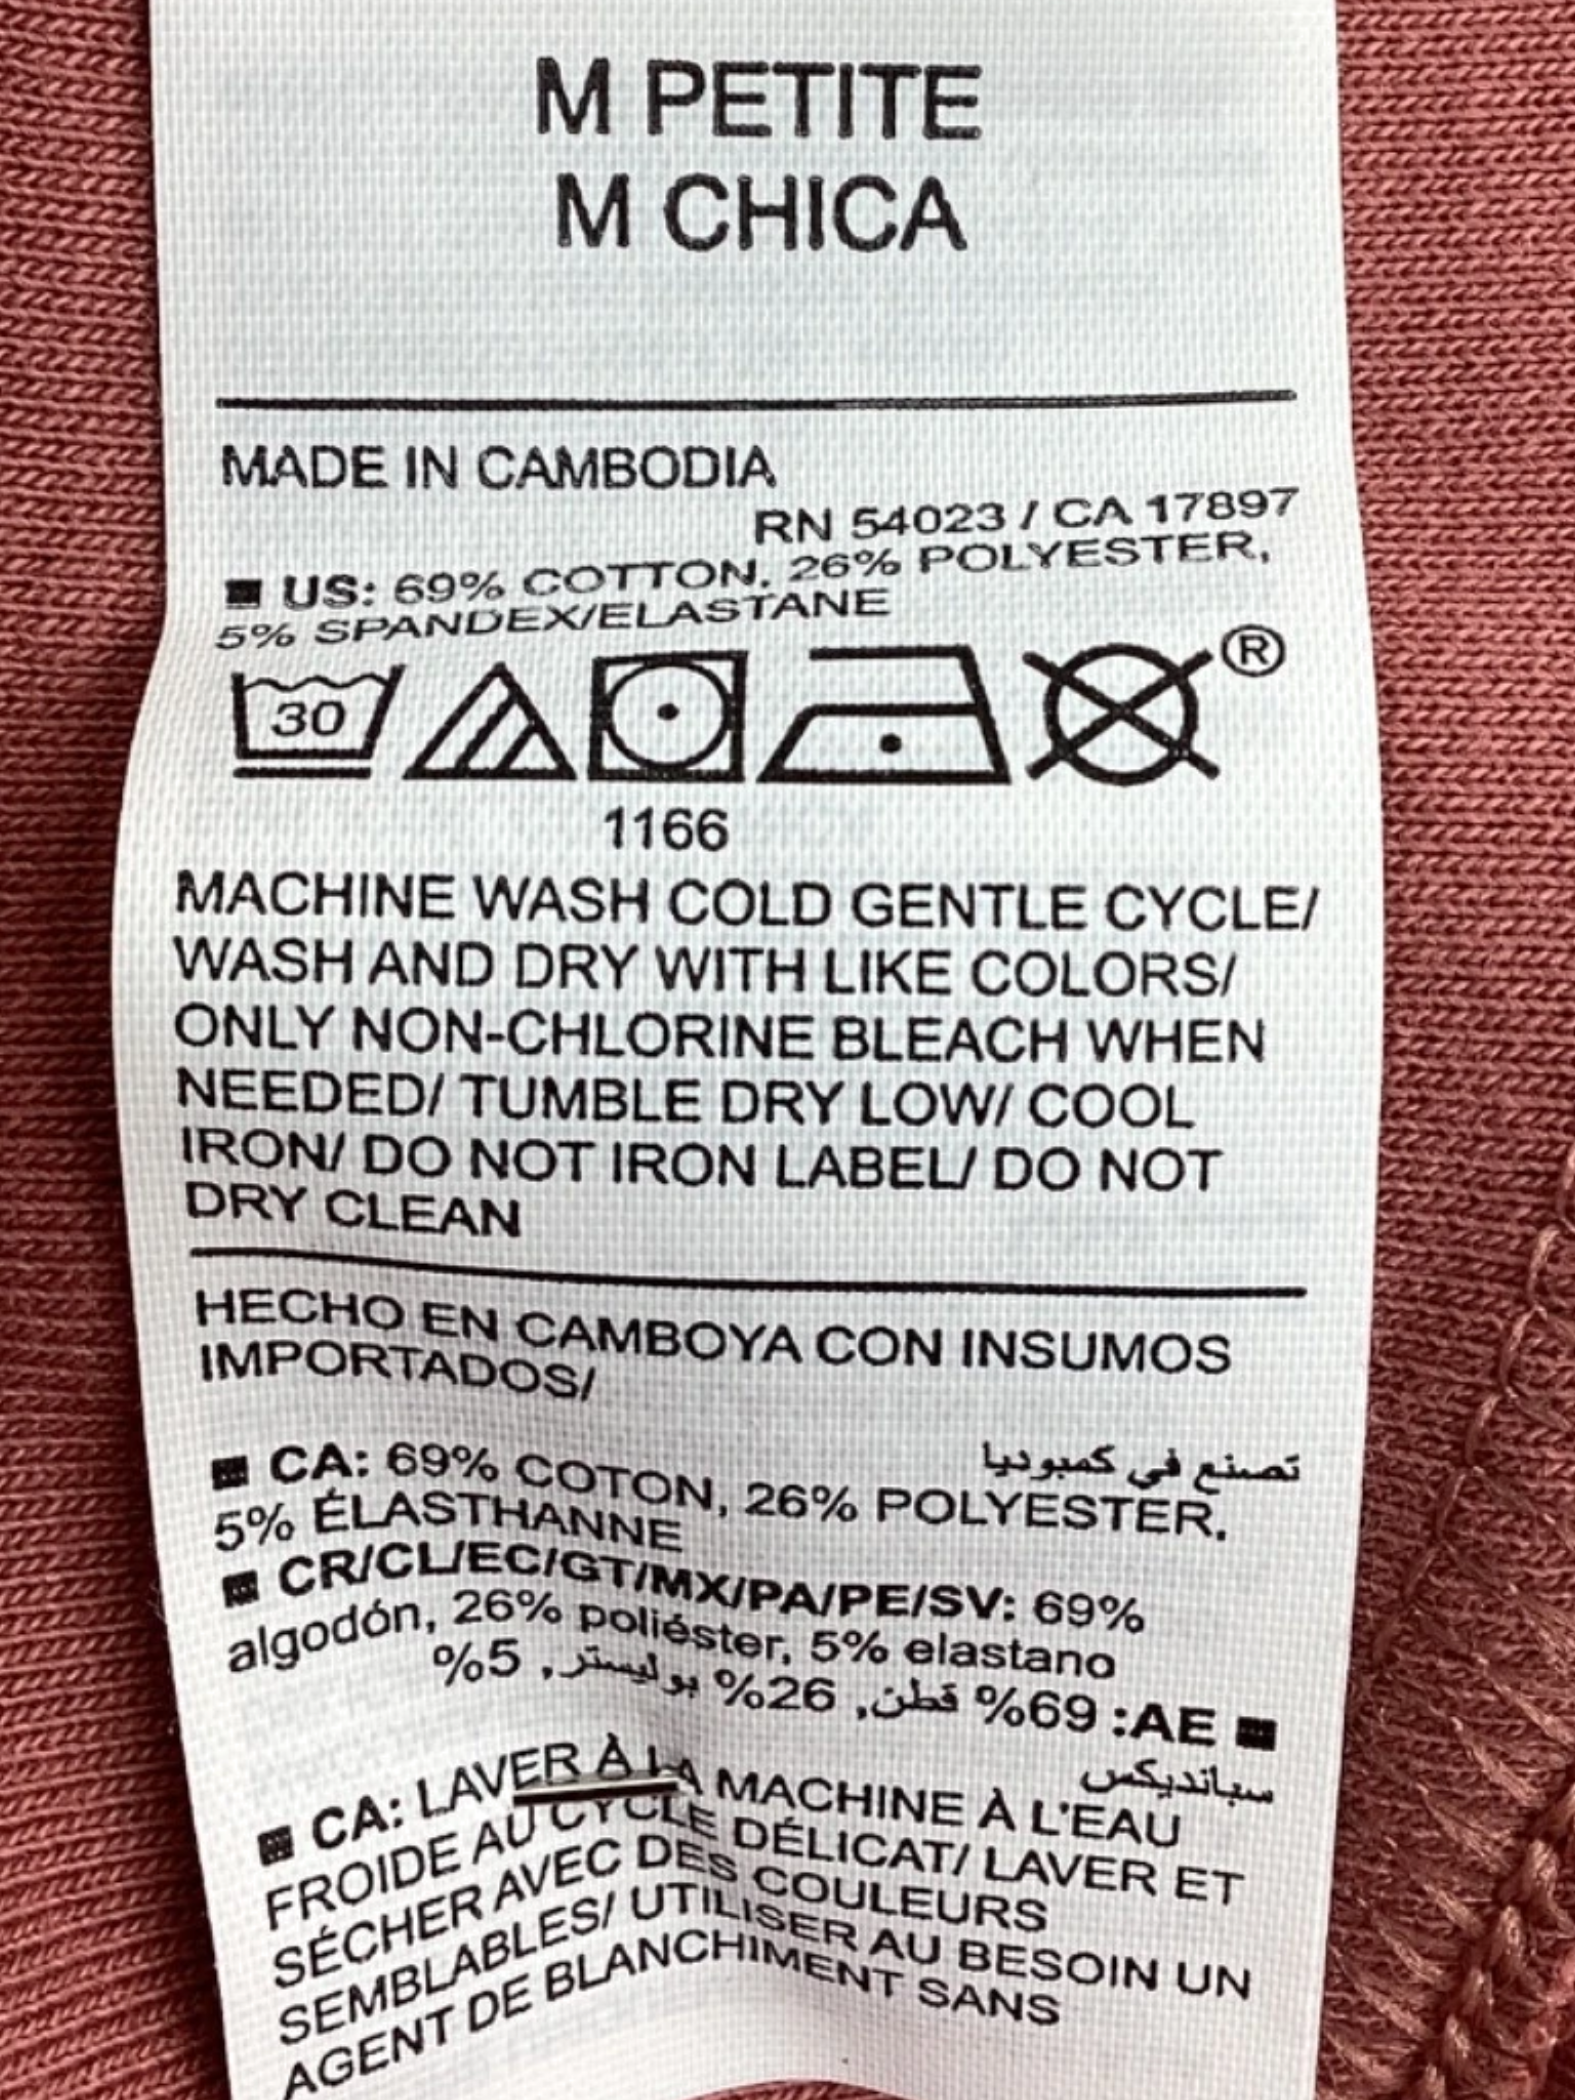 M PETITE
M CHICA
MADE IN CAMBODIA
RN 54023 / CA 17897
■ US: 69% COTTON, 26% POLYESTER,
5% SPANDEX/ELASTANE
30
®
1166
MACHINE WASH COLD GENTLE CYCLE/
WASH AND DRY WITH LIKE COLORS/
ONLY NON-CHLORINE BLEACH WHEN
NEEDED/ TUMBLE DRY LOW/ COOL
IRON/ DO NOT IRON LABEL/ DO NOT
DRY CLEAN
HECHO EN CAMBOYA CON INSUMOS
IMPORTADOS/
تصنع في كمبوديا
■ CA: 69% COTON, 26% POLYESTER,
5% ÉLASTHANNE
■ CR/CL/EC/GT/MX/PA/PE/SV: 69%
algodón, 26% poliéster, 5% elastano
■ AE: 69% قطن, 26% بوليستر, 5%
سبانديكس
■ CA: LAVER À LA MACHINE À L'EAU
FROIDE AU CYCLE DÉLICAT/ LAVER ET
SÉCHER AVEC DES COULEURS
SEMBLABLES/ UTILISER AU BESOIN UN
AGENT DE BLANCHIMENT SANS